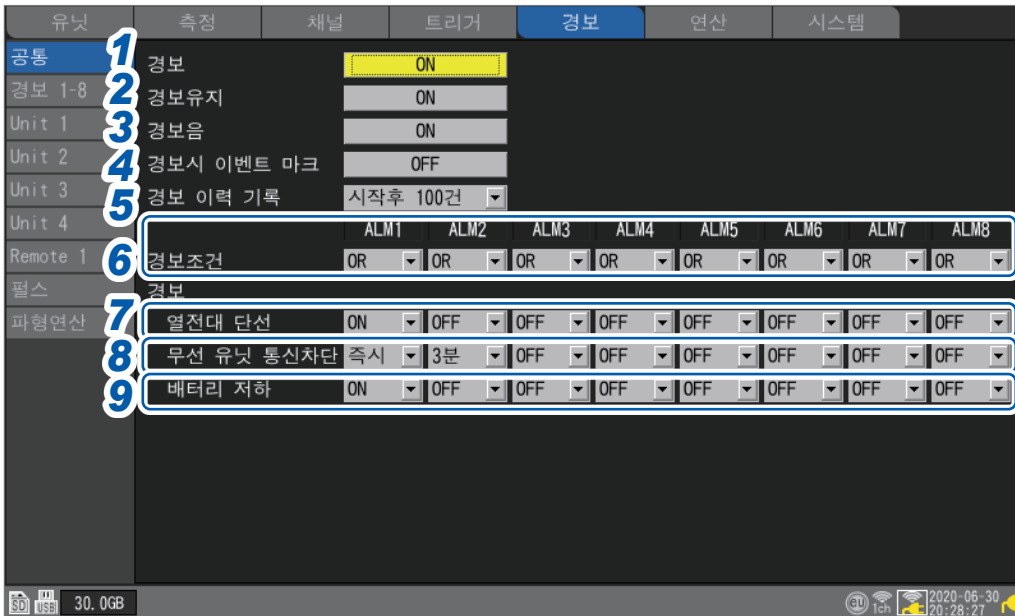 유닛 측정 채널 트리거 경보 연산 시스템
공통
경보 1-8
Unit 1
Unit 2
Unit 3
Unit 4
Remote 1
펄스
파형연산
1 경보 ON
2 경보유지 ON
3 경보음 ON
4 경보시 이벤트 마크 OFF
5 경보 이력 기록 시작후 100건
ALM1 ALM2 ALM3 ALM4 ALM5 ALM6 ALM7 ALM8
6 경보조건 OR OR OR OR OR OR OR OR
경보
7 열전대 단선 ON OFF OFF OFF OFF OFF OFF OFF
8 무선 유닛 통신차단 즉시 3분 OFF OFF OFF OFF OFF OFF
9 배터리 저하 ON OFF OFF OFF OFF OFF OFF OFF
SD USB 30.0GB eu 1ch 2020-06-30
20:28:27